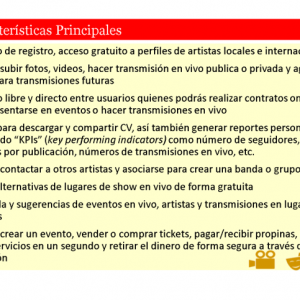 terísticas Principales
o de registro, acceso gratuito a perfiles de artistas locales e interna
subir fotos, videos, hacer transmisión en vivo publica o privada y ag
ara transmisiones futuras
o libre y directo entre usuarios quienes podrás realizar contratos on
esentarse en eventos o hacer transmisiones en vivo
para descargar y compartir CV, así también generar reportes person
do "KPIs" (key performing indicators) como número de seguidores,
s por publicación, números de transmisiones en vivo, etc.
contactar a otros artistas y asociarse para crear una banda o grupo
lternativas de lugares de show en vivo de forma gratuita
da y sugerencias de eventos en vivo, artistas y transmisiones en luga
s
crear un evento, vender o comprar tickets, pagar/recibir propinas,
ervicios en un segundo y retirar el dinero de forma segura a través d
on